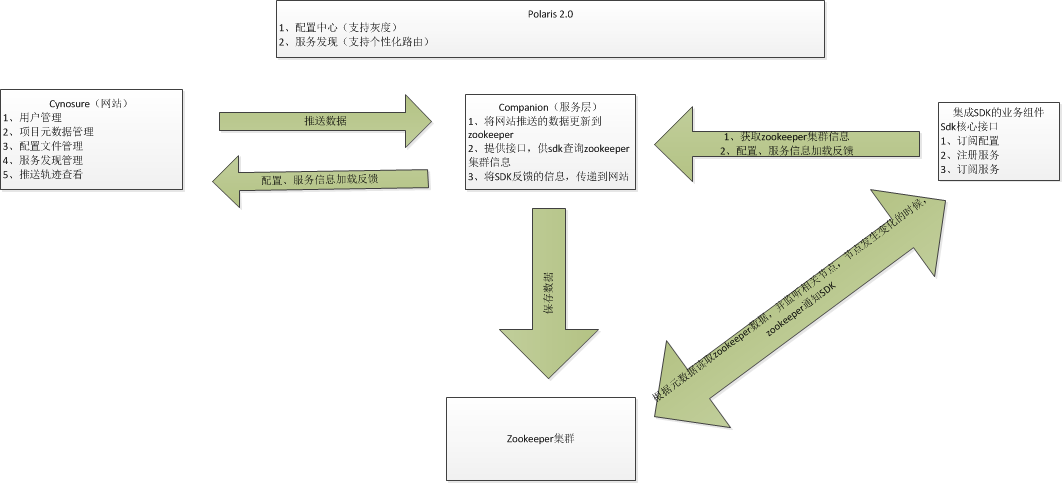 Polaris 2.0
1、配置中心（支持灰度）
2、服务发现（支持个性化路由）
Cynosure（网站）
1、用户管理
2、项目元数据管理
3、配置文件管理
4、服务发现管理
5、推送轨迹查看
推送数据
配置、服务信息加载反馈
Companion（服务层）
1、将网站推送的数据更新到
zookeeper
2、提供接口，供sdk查询zookeeper
集群信息
3、将SDK反馈的信息，传递到网站
1、获取zookeeper集群信息
2、配置、服务信息加载反馈
集成SDK的业务组件
Sdk核心接口
1、订阅配置
2、注册服务
3、订阅服务
保存数据
根据元数据读取zookeeper数据，并监听相关节点，节点发生变化的时候，
zookeeper通知SDK
Zookeeper集群